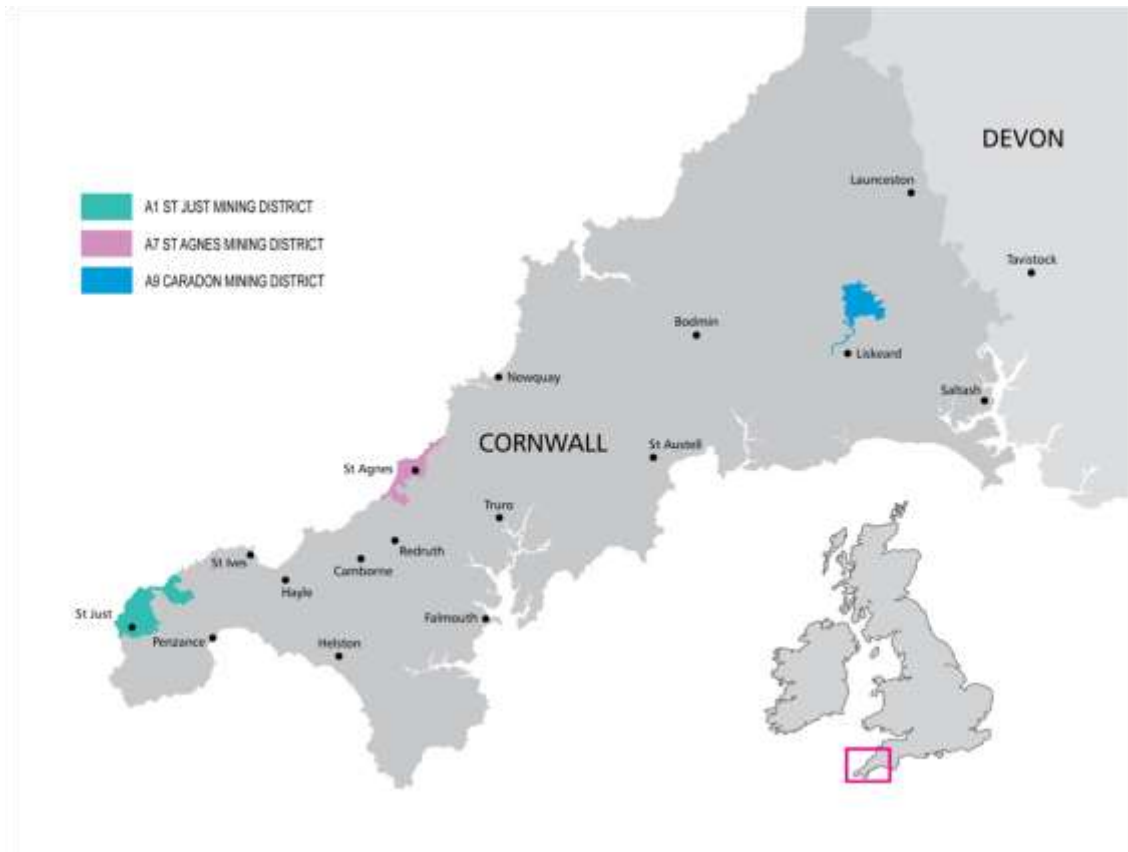 DEVON
Launceston
A1 ST JUST MINING DISTRICT
A7 ST AGNES MINING DISTRICT
A9 CARADON MINING DISTRICT
Tavistock
Bodmin
Liskeard
Newquay
Saltash
CORNWALL
St Austell
St Agnes
Truro
Redruth
St Ives
Camborne
Hayle
St Just
Falmouth
Penzance
Helston